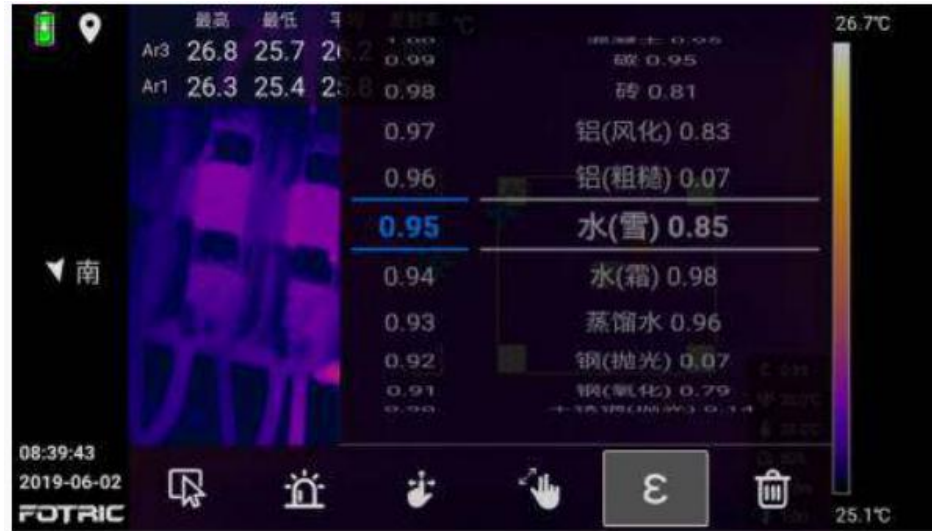 最高 最低
26.7℃
Ar3 26.8 25.7
Ar1 26.3 25.4
0.99 碳 0.95
0.98 砖 0.81
0.97 铝(风化) 0.83
0.96 铝(粗糙) 0.07
0.95 水(雪) 0.85
南
0.94 水(霜) 0.98
0.93 蒸馏水 0.96
0.92 钢(抛光) 0.07
0.91 钢(氧化) 0.79
08:39:43
2019-06-02
FOTRIC
ε
25.1℃